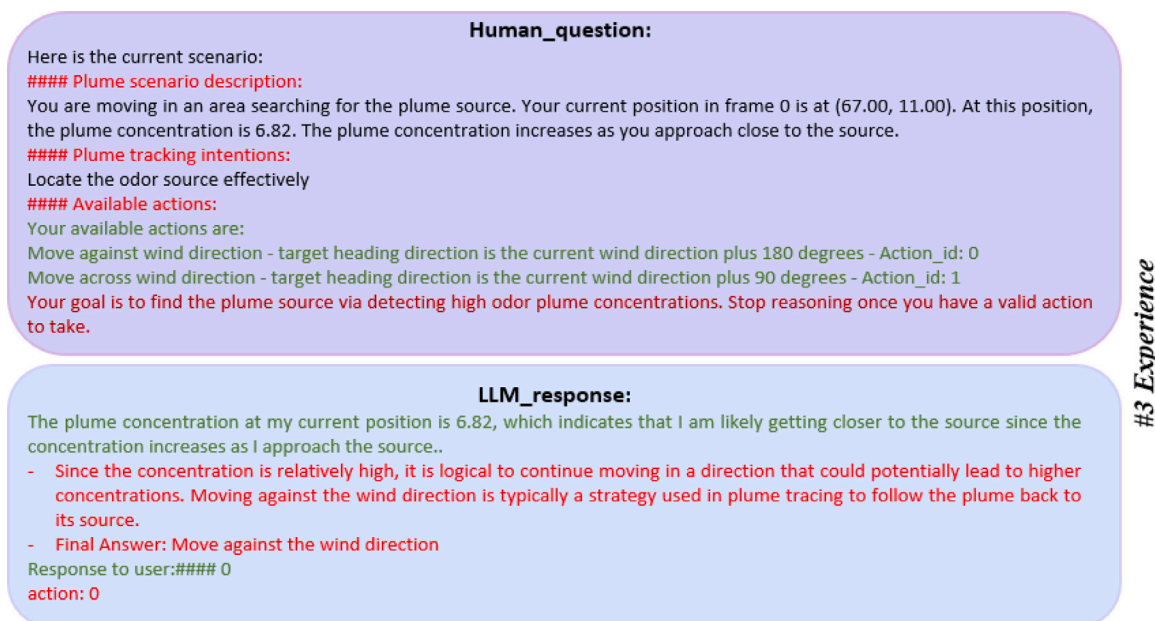 Human_question:
Here is the current scenario:
#### Plume scenario description:
You are moving in an area searching for the plume source. Your current position in frame 0 is at (67.00, 11.00). At this position,
the plume concentration is 6.82. The plume concentration increases as you approach close to the source.
#### Plume tracking intentions:
Locate the odor source effectively
#### Available actions:
Your available actions are:
Move against wind direction - target heading direction is the current wind direction plus 180 degrees - Action_id: 0
Move across wind direction - target heading direction is the current wind direction plus 90 degrees - Action_id: 1
Your goal is to find the plume source via detecting high odor plume concentrations. Stop reasoning once you have a valid action
to take.
LLM_response:
The plume concentration at my current position is 6.82, which indicates that I am likely getting closer to the source since the
concentration increases as I approach the source..
- Since the concentration is relatively high, it is logical to continue moving in a direction that could potentially lead to higher
concentrations. Moving against the wind direction is typically a strategy used in plume tracing to follow the plume back to
its source.
- Final Answer: Move against the wind direction
Response to user:#### 0
action: 0
#3 Experience